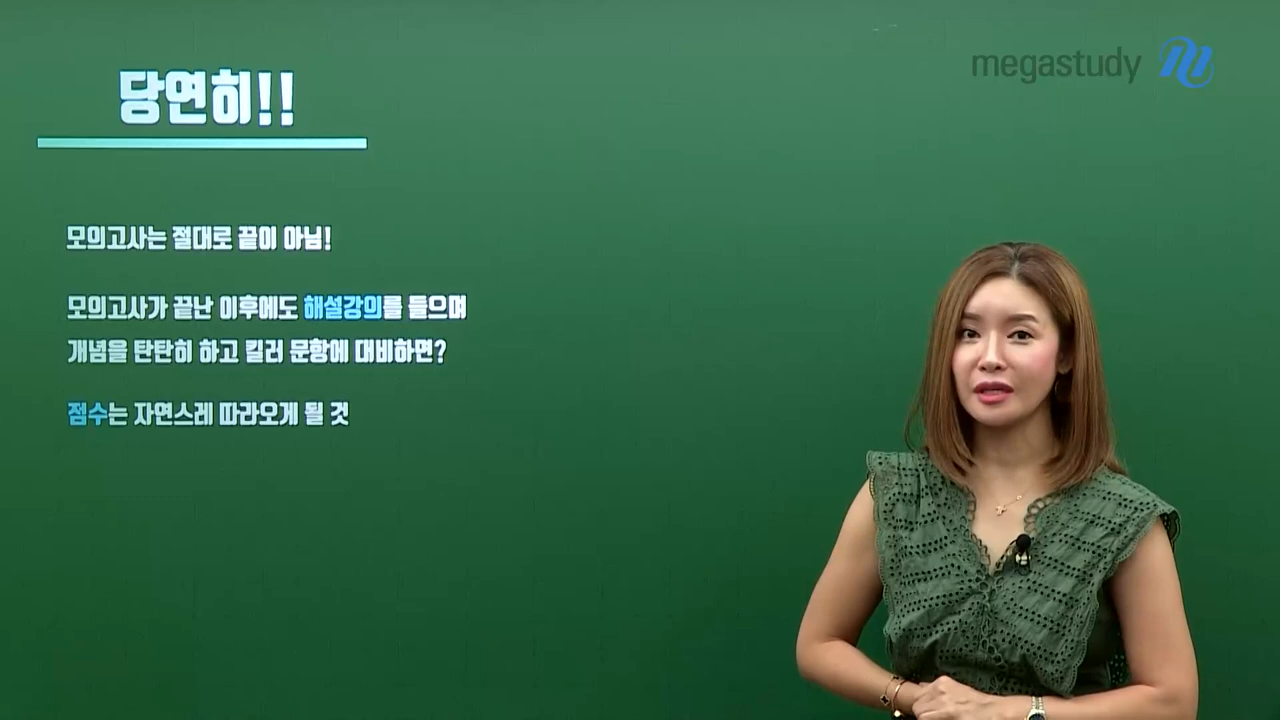 megastudy
당연히!!
모의고사는 절대로 끝이 아님!
모의고사가 끝난 이후에도 해설강의를 들으며
개념을 탄탄히 하고 킬러 문항에 대비하면?
점수는 자연스레 따라오게 될 것